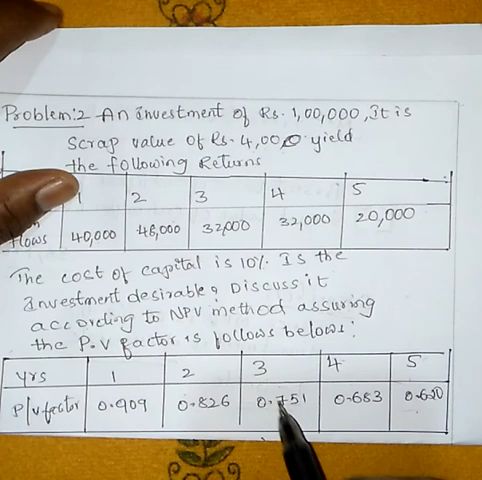 Problem:2 An investment of Rs. 1,00,000, It is
Scrap value of Rs. 4,000 yield
the following Returns
1 2 3 4 5
flows 40,000 48,000 32,000 32,000 20,000
The cost of capital is 10%. Is the
investment desirable, Discuss it
according to NPV method assuring
the P.V factor is follows belows:
yrs 1 2 3 4 5
P/v factor 0.909 0.826 0.751 0.683 0.620